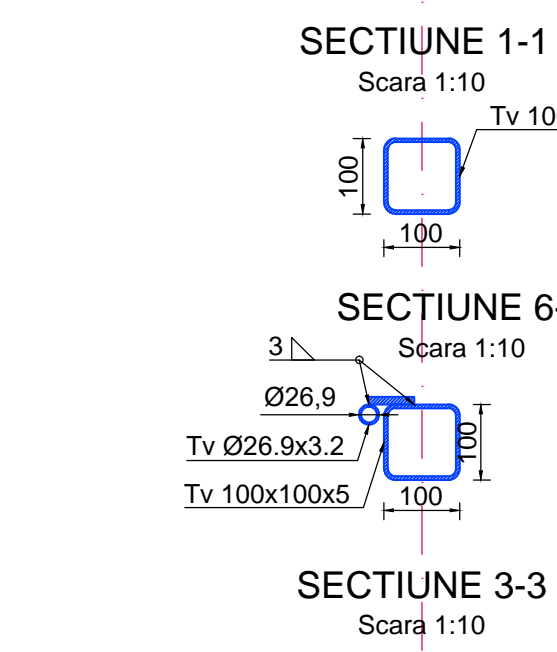 SECTIUNE 1-1
Scara 1:10
Tv 10
100
100
SECTIUNE 6-
Scara 1:10
3
Ø26,9
Tv Ø26.9x3.2
100
Tv 100x100x5
100
SECTIUNE 3-3
Scara 1:10